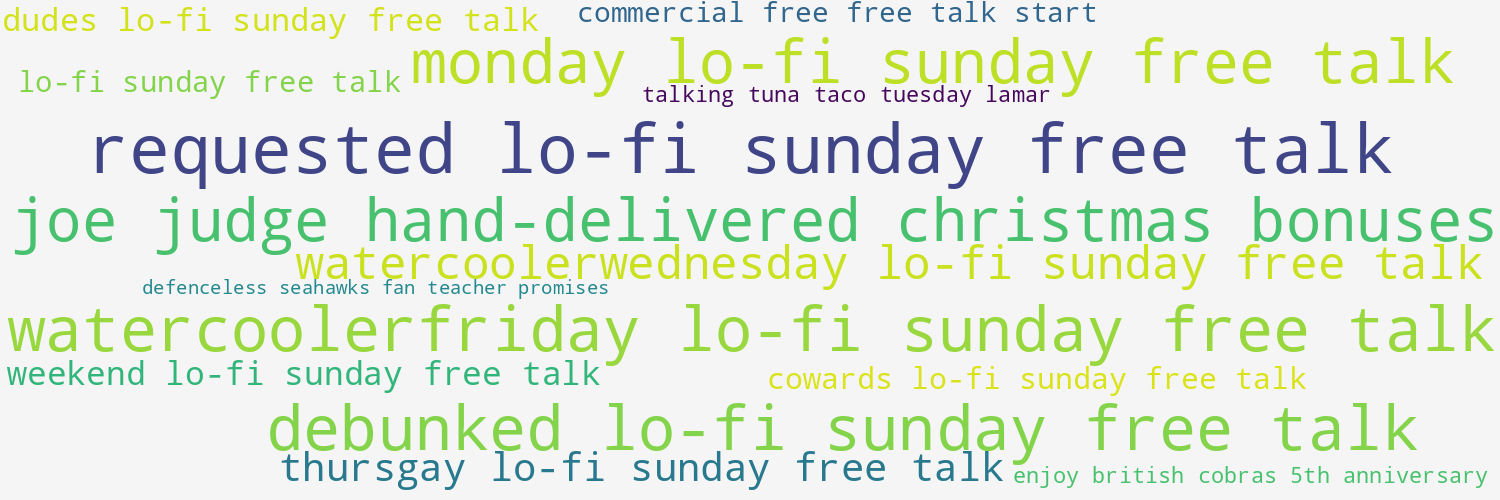 dudes lo-fi sunday free talk
commercial free free talk start
monday lo-fi sunday free talk
lo-fi sunday free talk
talking tuna taco tuesday lamar
requested lo-fi sunday free talk
joe judge hand-delivered christmas bonuses
watercoolerwednesday lo-fi sunday free talk
defenceless seahawks fan teacher promises
watercoolerfriday lo-fi sunday free talk
weekend lo-fi sunday free talk
cowards lo-fi sunday free talk
debunked lo-fi sunday free talk
thursgay lo-fi sunday free talk
enjoy british cobras 5th anniversary